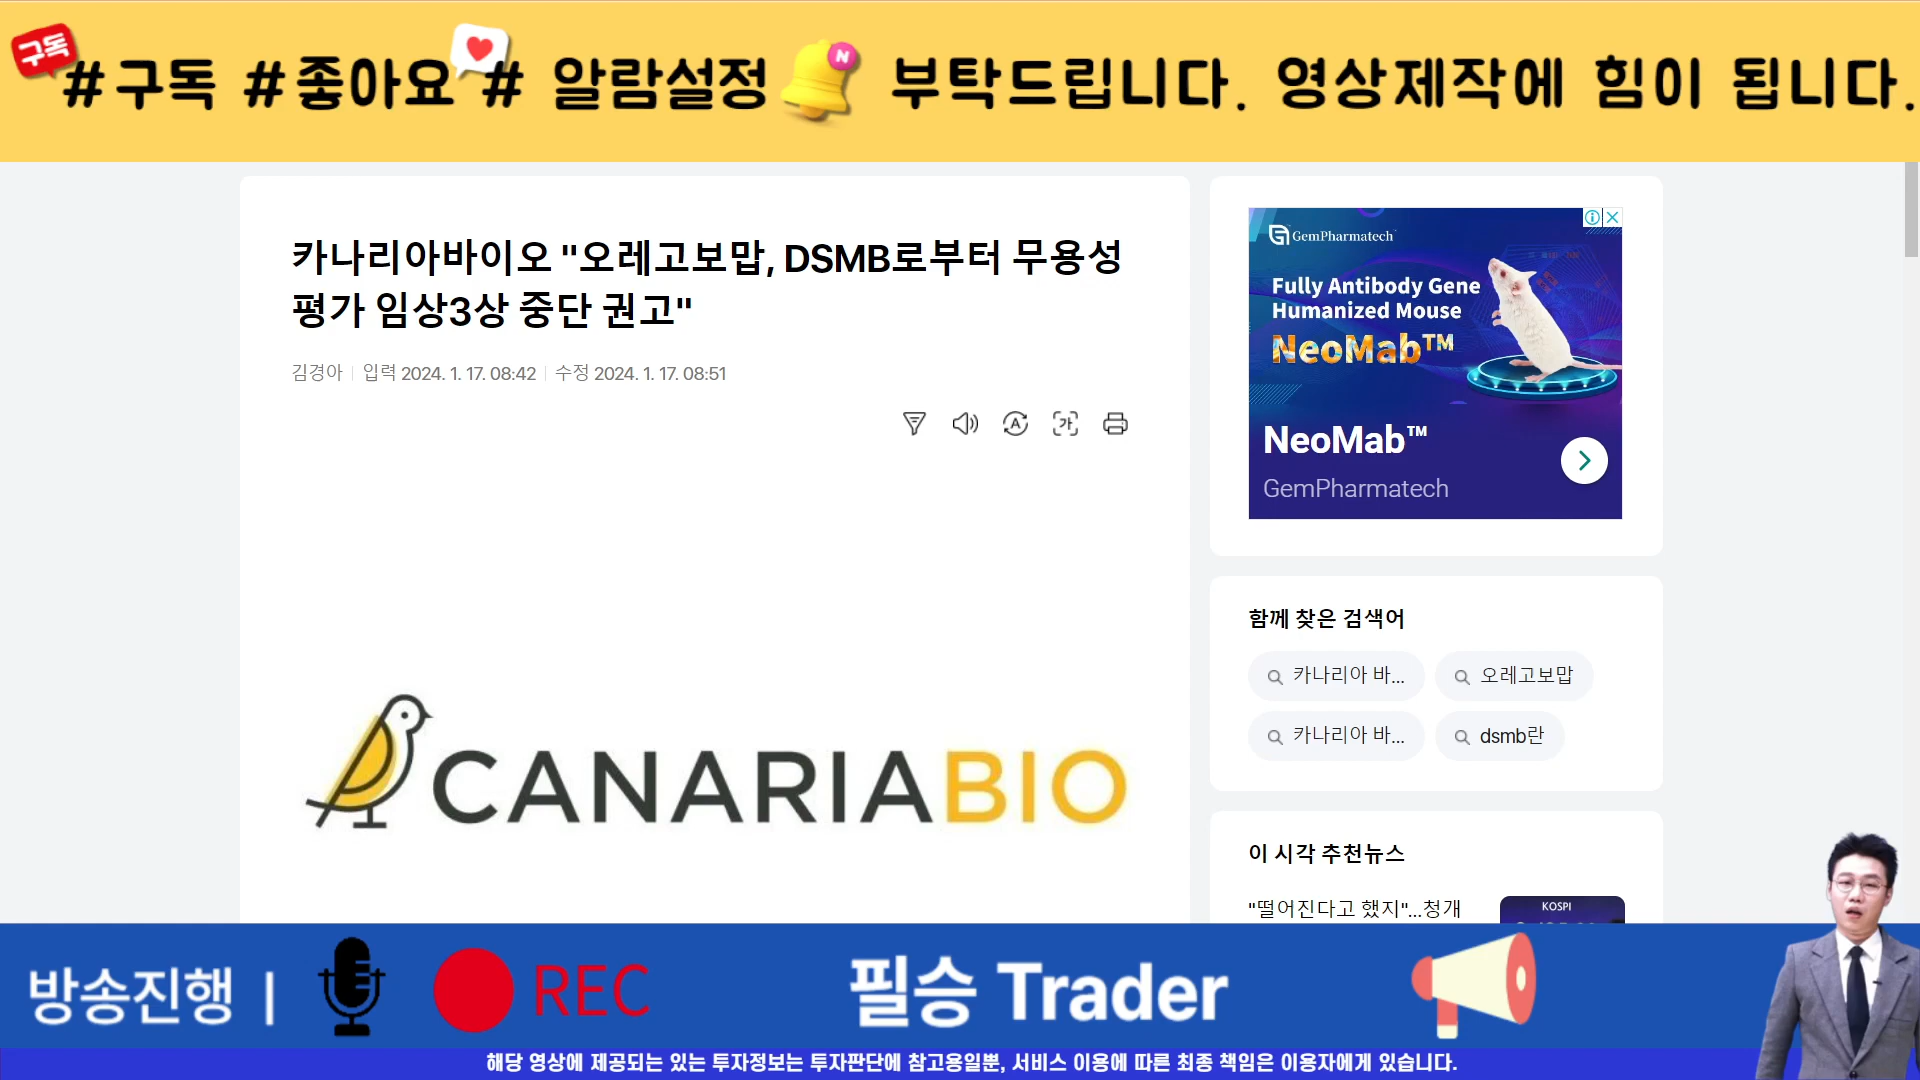 구독
#구독 #좋아요 # 알람설정 부탁드립니다. 영상제작에 힘이 됩니다.
N
카나리아바이오 "오레고보맙, DSMB로부터 무용성
평가 임상3상 중단 권고"
김경아 | 입력 2024. 1. 17. 08:42 | 수정 2024. 1. 17. 08:51
A
가
CANARIABIO
GemPharmatech
Fully Antibody Gene
Humanized Mouse
NeoMab™
NeoMab™
GemPharmatech
함께 찾은 검색어
카나리아 바...
오레고보맙
카나리아 바...
dsmb란
이 시각 추천뉴스
"떨어진다고 했지"...청개
KOSPI
방송진행 |
REC
필승 Trader
해당 영상에 제공되는 있는 투자정보는 투자판단에 참고용일뿐, 서비스 이용에 따른 최종 책임은 이용자에게 있습니다.